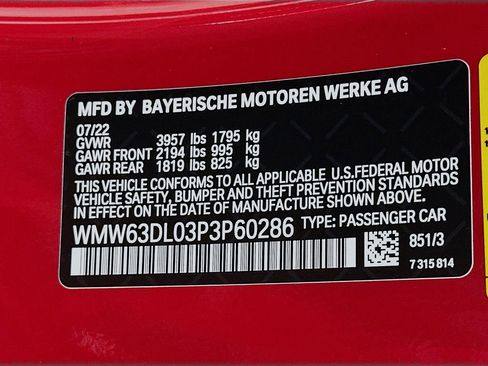 MFD BY BAYERISCHE MOTOREN WERKE AG
07/22
GVWR 3957 lbs 1795 kg
GAWR FRONT 2194 lbs 995 kg
GAWR REAR 1819 lbs 825 kg
THIS VEHICLE CONFORMS TO ALL APPLICABLE U.S.FEDERAL MOTOR
VEHICLE SAFETY, BUMPER AND THEFT PREVENTION STANDARDS
IN EFFECT ON THE DATE OF MANUFACTURE SHOWN ABOVE.
WMW63DL03P3P60286 TYPE: PASSENGER CAR
851/3
7 315 814